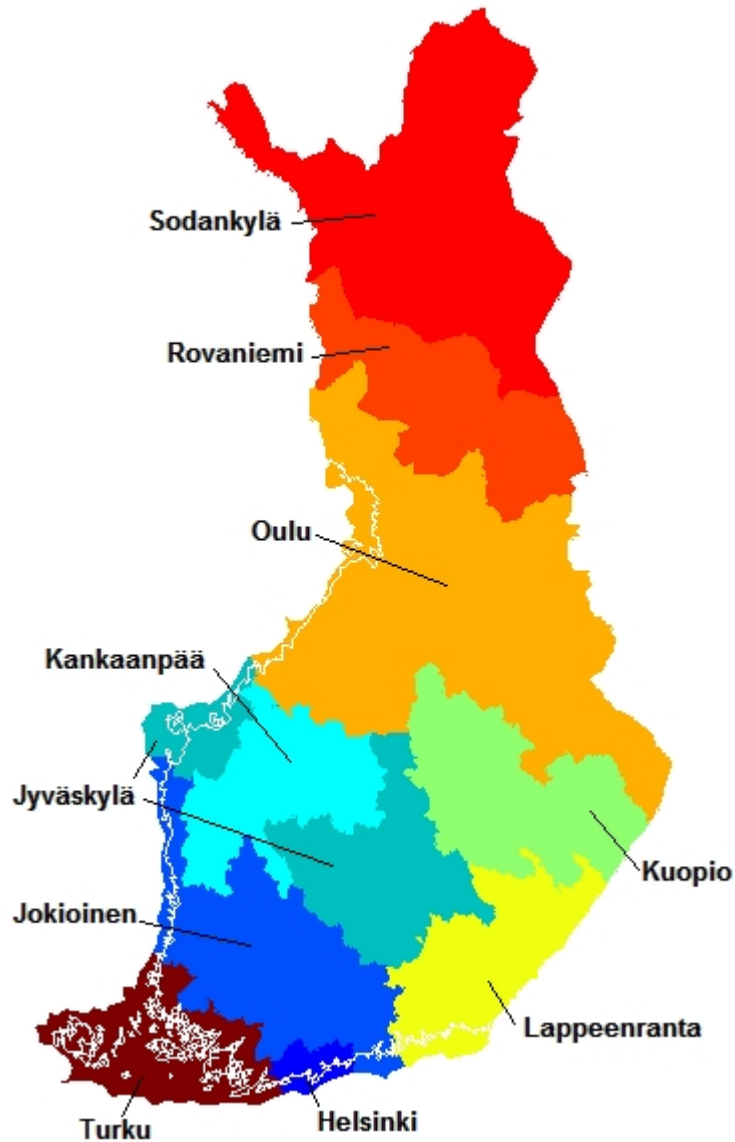 Sodankylä
Rovaniemi
Oulu
Kankaanpää
Jyväskylä
Kuopio
Jokioinen
Lappeenranta
Helsinki
Turku